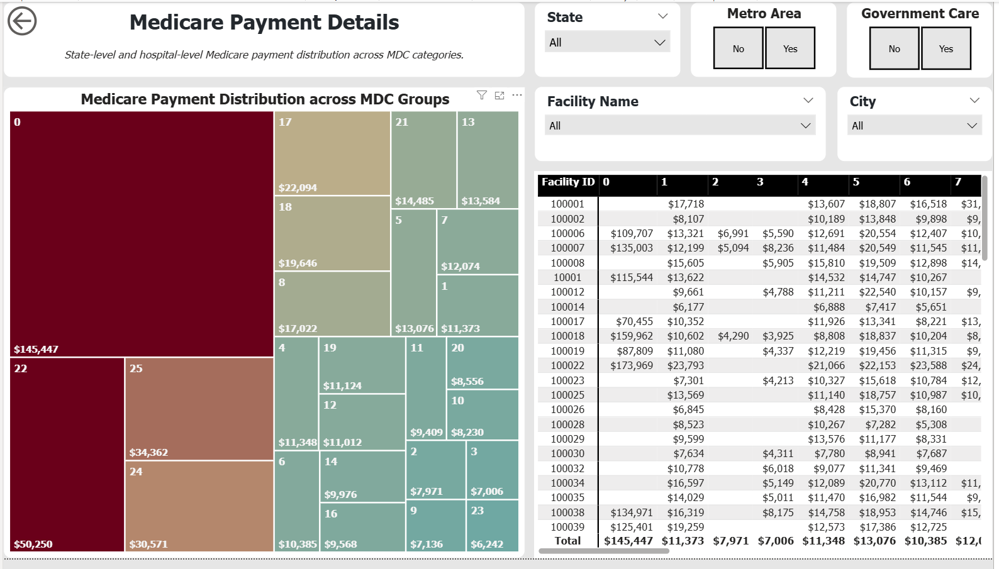 Medicare Payment Details
State-level and hospital-level Medicare payment distribution across MDC categories.
State
All
Metro Area
No
Yes
Government Care
No
Yes
Medicare Payment Distribution across MDC Groups
0
$145,447
22
$50,250
25
$34,362
24
$30,571
17
$22,094
18
$19,646
8
$17,022
21
$14,485
13
$13,584
5
$13,076
7
$12,074
1
$11,373
4
$11,348
19
$11,124
12
$11,012
6
$10,385
14
$9,976
16
$9,568
11
$9,409
20
$8,556
10
$8,230
2
$7,971
3
$7,006
9
$7,136
23
$6,242
Facility Name
All
City
All
Facility ID 0 1 2 3 4 5 6 7
100001 $17,718 $13,607 $18,807 $16,518 $31,
100002 $8,107 $10,189 $13,848 $9,898 $9,
100006 $109,707 $13,321 $6,991 $5,590 $12,691 $20,554 $12,407 $10,
100007 $135,003 $12,199 $5,094 $8,236 $11,484 $20,549 $11,545 $11,
100008 $15,605 $5,905 $15,810 $19,509 $12,898 $14,
10001 $115,544 $13,622 $14,532 $14,747 $10,267
100012 $9,661 $4,788 $11,211 $22,540 $10,157 $9,
100014 $6,177 $6,888 $7,417 $5,651
100017 $70,455 $10,352 $11,926 $13,341 $8,221 $13,
100018 $159,962 $10,602 $4,290 $3,925 $8,808 $18,837 $10,204 $8,
100019 $87,809 $11,080 $4,337 $12,219 $19,456 $11,315 $9,
100022 $173,969 $23,793 $21,066 $22,153 $23,588 $24,
100023 $7,301 $4,213 $10,327 $15,618 $10,784 $12,
100025 $13,569 $11,140 $18,757 $10,987 $10,
100026 $6,845 $8,428 $15,370 $8,160
100028 $8,523 $10,267 $7,282 $5,308
100029 $9,599 $13,576 $11,177 $8,331
100030 $7,634 $4,311 $7,780 $8,941 $7,687
100032 $10,778 $6,018 $9,077 $11,341 $9,469
100034 $16,597 $5,149 $12,089 $20,770 $13,112 $11,
100035 $14,029 $5,011 $11,470 $16,982 $11,544 $9,
100038 $134,971 $16,319 $8,175 $14,758 $18,953 $14,746 $15,
100039 $125,401 $19,259 $12,573 $17,386 $12,725
Total $145,447 $11,373 $7,971 $7,006 $11,348 $13,076 $10,385 $12,0